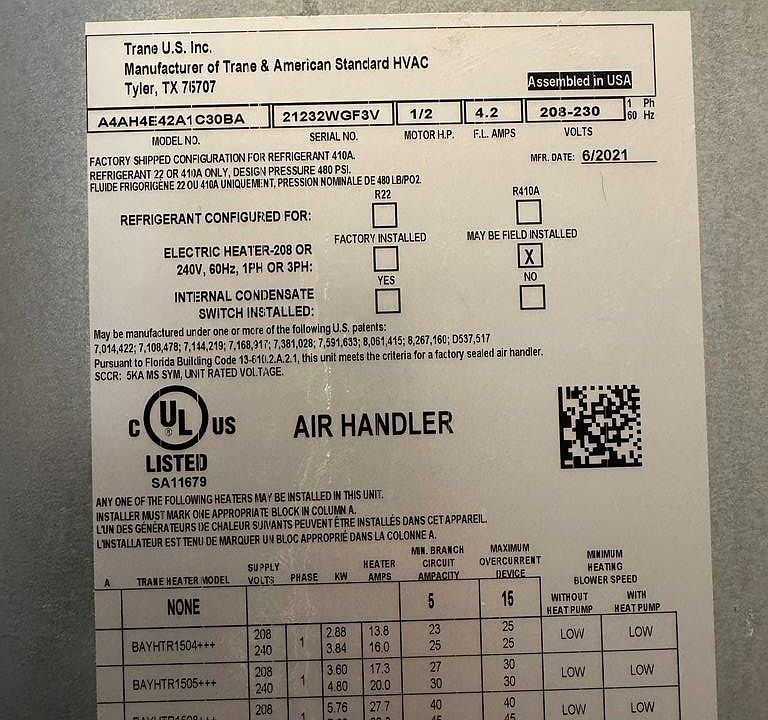 Trane U.S. Inc.
Manufacturer of Trane & American Standard HVAC
Tyler, TX 75707
Assembled in USA
A4AH4E42A1C30BA 21232WGF3V 1/2 4.2 208-230 1 Ph 60 Hz
MODEL NO. SERIAL NO. MOTOR H.P. F.L. AMPS VOLTS
FACTORY SHIPPED CONFIGURATION FOR REFRIGERANT 410A. MFR. DATE: 6/2021
REFRIGERANT 22 OR 410A ONLY, DESIGN PRESSURE 480 PSI.
FLUIDE FRIGORIGÈNE 22 OU 410A UNIQUEMENT, PRESSION NOMINALE DE 480 LB/PO2.
R22 R410A
REFRIGERANT CONFIGURED FOR:
FACTORY INSTALLED MAY BE FIELD INSTALLED
ELECTRIC HEATER-208 OR
240V, 60Hz, 1PH OR 3PH: X
YES NO
INTERNAL CONDENSATE
SWITCH INSTALLED:
May be manufactured under one or more of the following U.S. patents:
7,014,422; 7,108,478; 7,144,219; 7,168,917; 7,381,028; 7,591,633; 8,061,415; 8,267,160; D537,517
Pursuant to Florida Building Code 13-610.2.A.2.1, this unit meets the criteria for a factory sealed air handler.
SCCR: 5KA MS SYM, UNIT RATED VOLTAGE.
C UL ® US
LISTED
SA11679
AIR HANDLER
ANY ONE OF THE FOLLOWING HEATERS MAY BE INSTALLED IN THIS UNIT.
INSTALLER MUST MARK ONE APPROPRIATE BLOCK IN COLUMN A.
L'UN DES GÉNÉRATEURS DE CHALEUR SUIVANTS PEUVENT ÊTRE INSTALLÉS DANS CET APPAREIL.
L'INSTALLATEUR EST TENU DE MARQUER UN BLOC APPROPRIÉ DANS LA COLONNE A.
A TRANE HEATER MODEL SUPPLY VOLTS PHASE KW HEATER AMPS MIN. BRANCH CIRCUIT AMPACITY MAXIMUM OVERCURRENT DEVICE MINIMUM HEATING BLOWER SPEED
WITHOUT HEAT PUMP WITH HEAT PUMP
NONE 5 15
BAYHTR1504+++ 208 240 1 2.88 3.84 13.8 16.0 23 25 25 25 LOW LOW
BAYHTR1505+++ 208 240 1 3.60 4.80 17.3 20.0 27 30 30 30 LOW LOW
208 1 5.76 27.7 40 40 LOW LOW